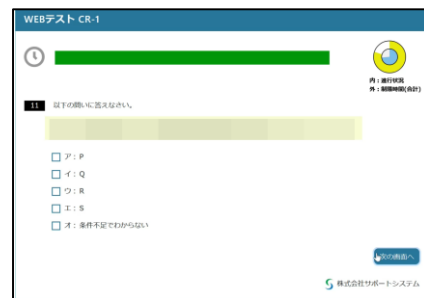 WEBテスト CR-1
内：進行状況
外：制限時間(合計)
11 以下の問いに答えなさい。
ア：P
イ：Q
ウ：R
エ：S
オ：条件不足でわからない
次の画面へ
株式会社サポートシステム